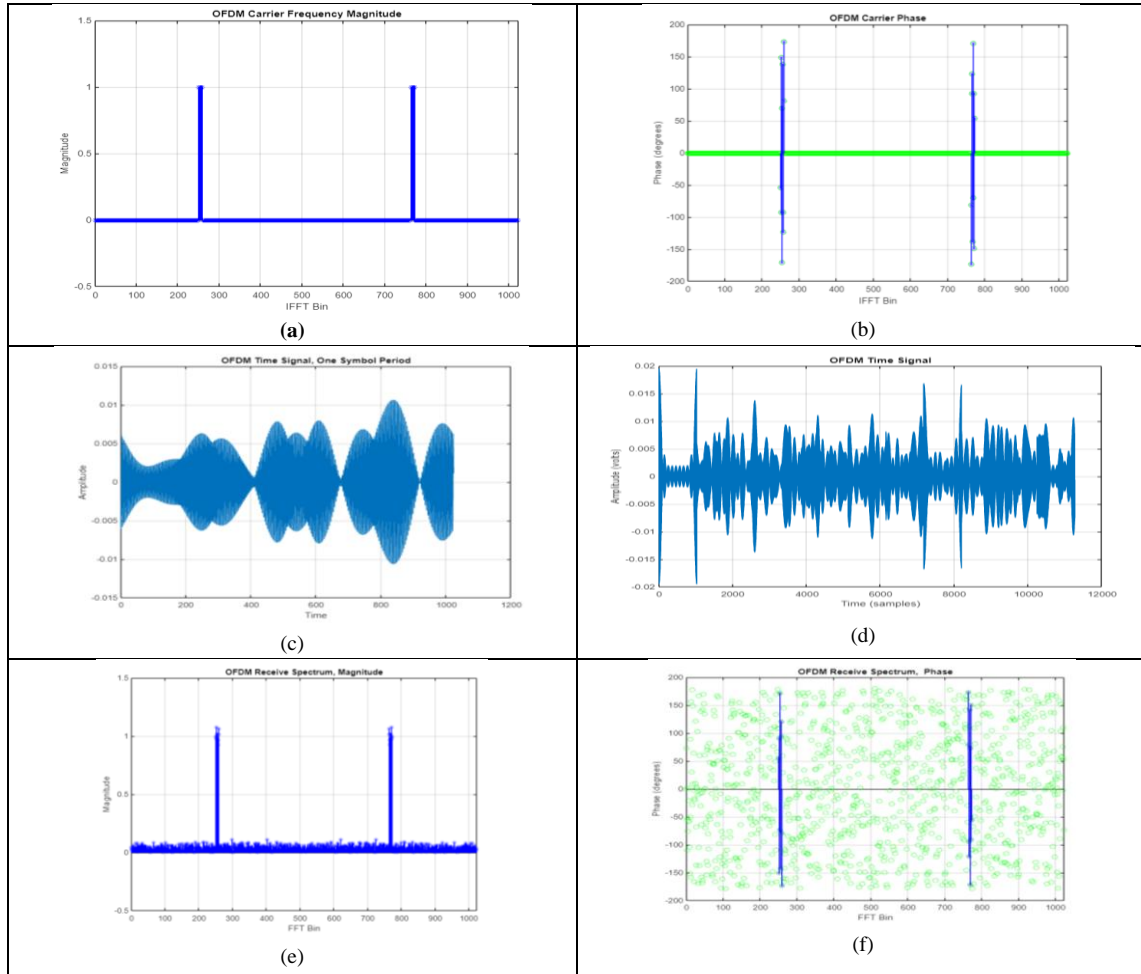 OFDM Carrier Frequency Magnitude
1.5
1
0.5
0
-0.5
Magnitude
0 100 200 300 400 500 600 700 800 900 1000
IFFT Bin
(a)
OFDM Carrier Phase
200
150
100
50
0
-50
-100
-150
-200
Phase (degrees)
0 100 200 300 400 500 600 700 800 900 1000
IFFT Bin
(b)
OFDM Time Signal, One Symbol Period
0.015
0.01
0.005
0
-0.005
-0.01
-0.015
Amplitude
0 200 400 600 800 1000 1200
Time
(c)
OFDM Time Signal
0.02
0.015
0.01
0.005
0
-0.005
-0.01
-0.015
-0.02
Amplitude (volts)
0 2000 4000 6000 8000 10000 12000
Time (samples)
(d)
OFDM Receive Spectrum, Magnitude
1.5
1
0.5
0
-0.5
Magnitude
0 100 200 300 400 500 600 700 800 900 1000
FFT Bin
(e)
OFDM Receive Spectrum, Phase
200
150
100
50
0
-50
-100
-150
-200
Phase (degrees)
0 100 200 300 400 500 600 700 800 900 1000
FFT Bin
(f)